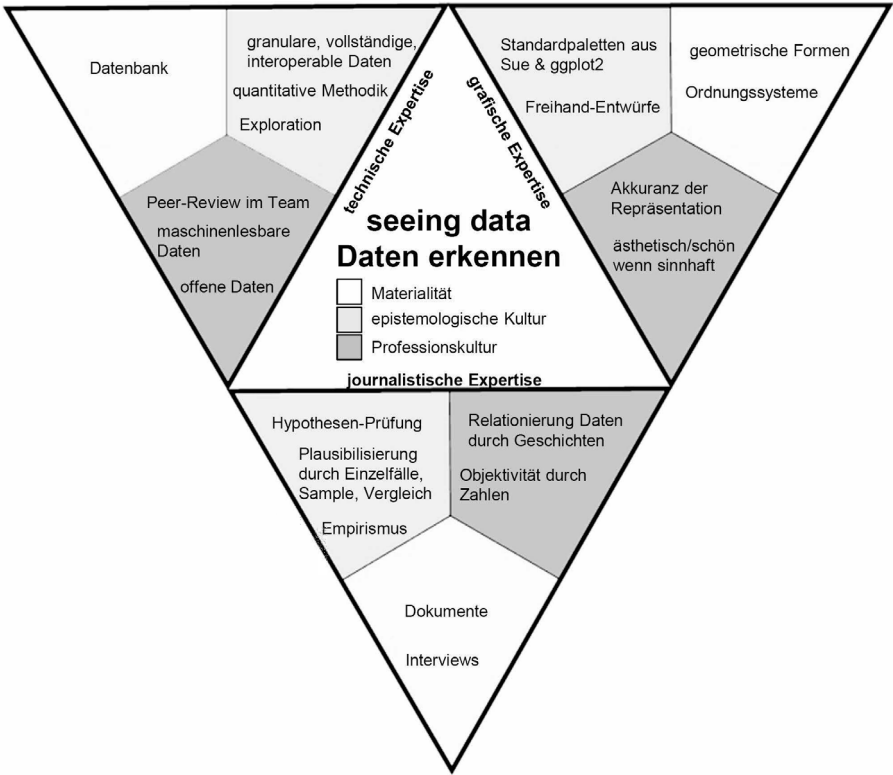 Datenbank
granulare, vollständige,
interoperable Daten
quantitative Methodik
Exploration
Peer-Review im Team
maschinenlesbare
Daten
offene Daten
technische Expertise
grafische Expertise
Standardpaletten aus
Sue & ggplot2
Freihand-Entwürfe
geometrische Formen
Ordnungssysteme
Akkuranz der
Repräsentation
ästhetisch/schön
wenn sinnhaft
seeing data
Daten erkennen
Materialität
epistemologische Kultur
Professionskultur
journalistische Expertise
Hypothesen-Prüfung
Plausibilisierung
durch Einzelfälle,
Sample, Vergleich
Empirismus
Relationierung Daten
durch Geschichten
Objektivität durch
Zahlen
Dokumente
Interviews